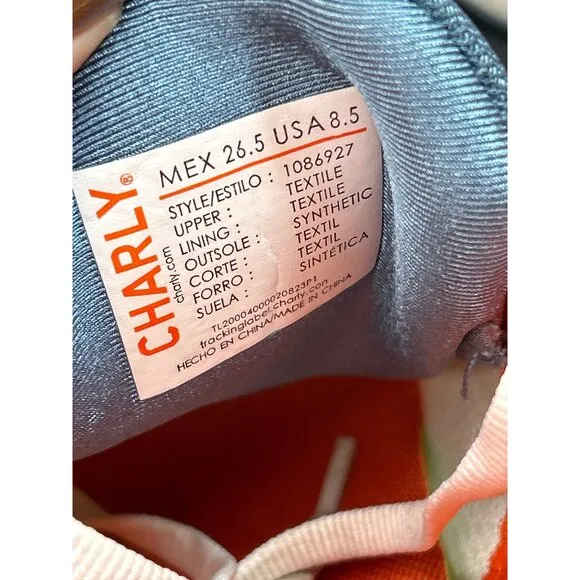 CHARLY®
charly.com
MEX 26.5 USA 8.5
STYLE/ESTILO : 1086927
UPPER : TEXTILE
LINING : TEXTILE
OUTSOLE : SYNTHETIC
CORTE : TEXTIL
FORRO : TEXTIL
SUELA : SINTÉTICA
TL20004000020823P1
trackinglabel.charly.com
HECHO EN CHINA/MADE IN CHINA